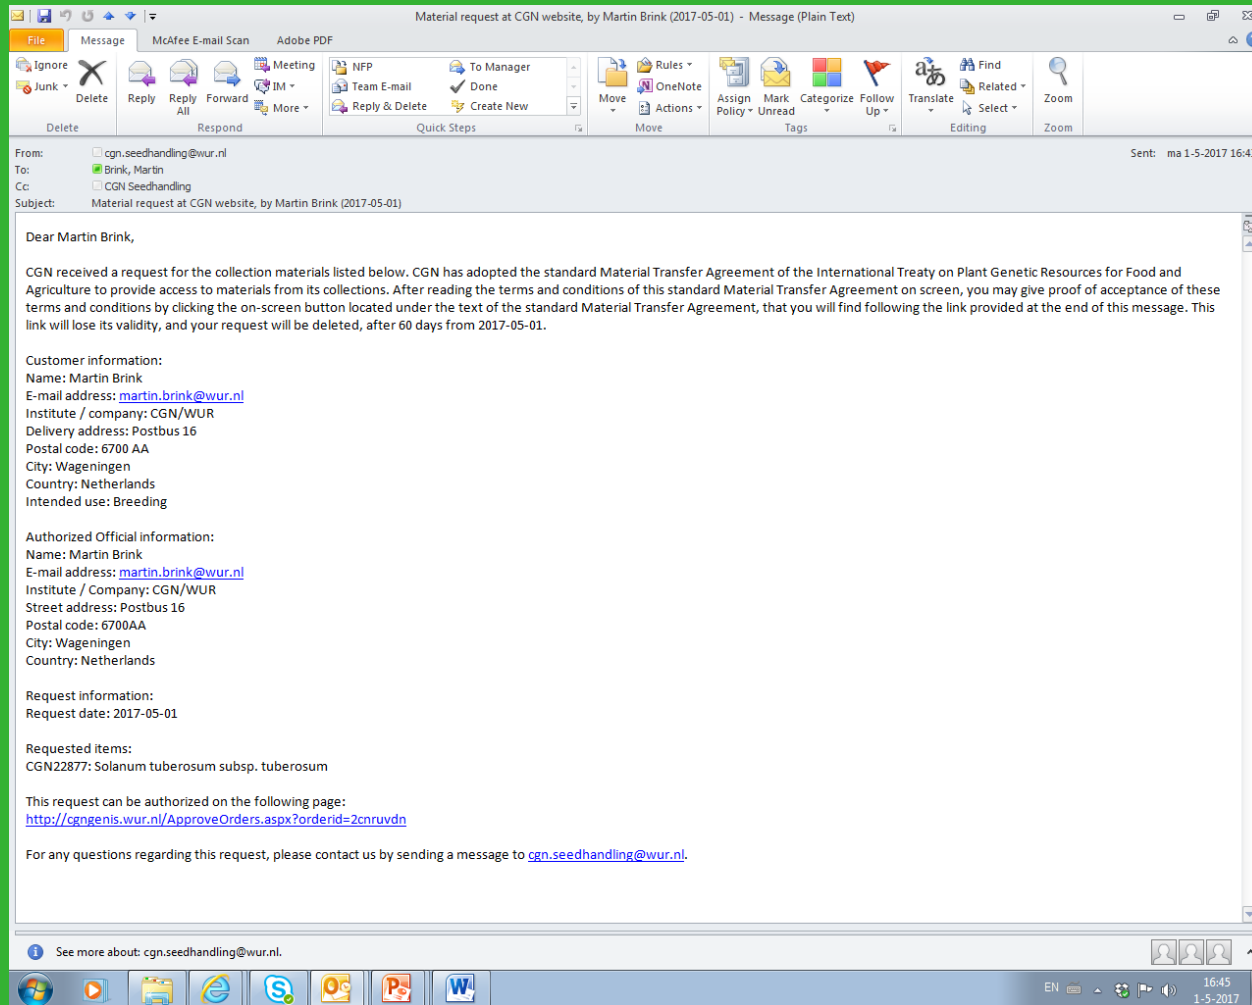 Material request at CGN website, by Martin Brink (2017-05-01) - Message (Plain Text)
File Message McAfee E-mail Scan Adobe PDF
Ignore Meeting NFP To Manager Rules Find
Junk IM Team E-mail Done OneNote Related
Delete Reply Reply All Forward More Reply & Delete Create New Move Actions Assign Policy Mark Unread Categorize Follow Up Translate Select Zoom
Delete Respond Quick Steps Move Tags Editing Zoom
From: cgn.seedhandling@wur.nl Sent: ma 1-5-2017 16:4
To: Brink, Martin
Cc: CGN Seedhandling
Subject: Material request at CGN website, by Martin Brink (2017-05-01)
Dear Martin Brink,
CGN received a request for the collection materials listed below. CGN has adopted the standard Material Transfer Agreement of the International Treaty on Plant Genetic Resources for Food and
Agriculture to provide access to materials from its collections. After reading the terms and conditions of this standard Material Transfer Agreement on screen, you may give proof of acceptance of these
terms and conditions by clicking the on-screen button located under the text of the standard Material Transfer Agreement, that you will find following the link provided at the end of this message. This
link will lose its validity, and your request will be deleted, after 60 days from 2017-05-01.
Customer information:
Name: Martin Brink
E-mail address: martin.brink@wur.nl
Institute / company: CGN/WUR
Delivery address: Postbus 16
Postal code: 6700 AA
City: Wageningen
Country: Netherlands
Intended use: Breeding
Authorized Official information:
Name: Martin Brink
E-mail address: martin.brink@wur.nl
Institute / Company: CGN/WUR
Street address: Postbus 16
Postal code: 6700AA
City: Wageningen
Country: Netherlands
Request information:
Request date: 2017-05-01
Requested items:
CGN22877: Solanum tuberosum subsp. tuberosum
This request can be authorized on the following page:
http://cgngenis.wur.nl/ApproveOrders.aspx?orderid=2cnruvdn
For any questions regarding this request, please contact us by sending a message to cgn.seedhandling@wur.nl.
See more about: cgn.seedhandling@wur.nl.
EN 16:45
1-5-2017